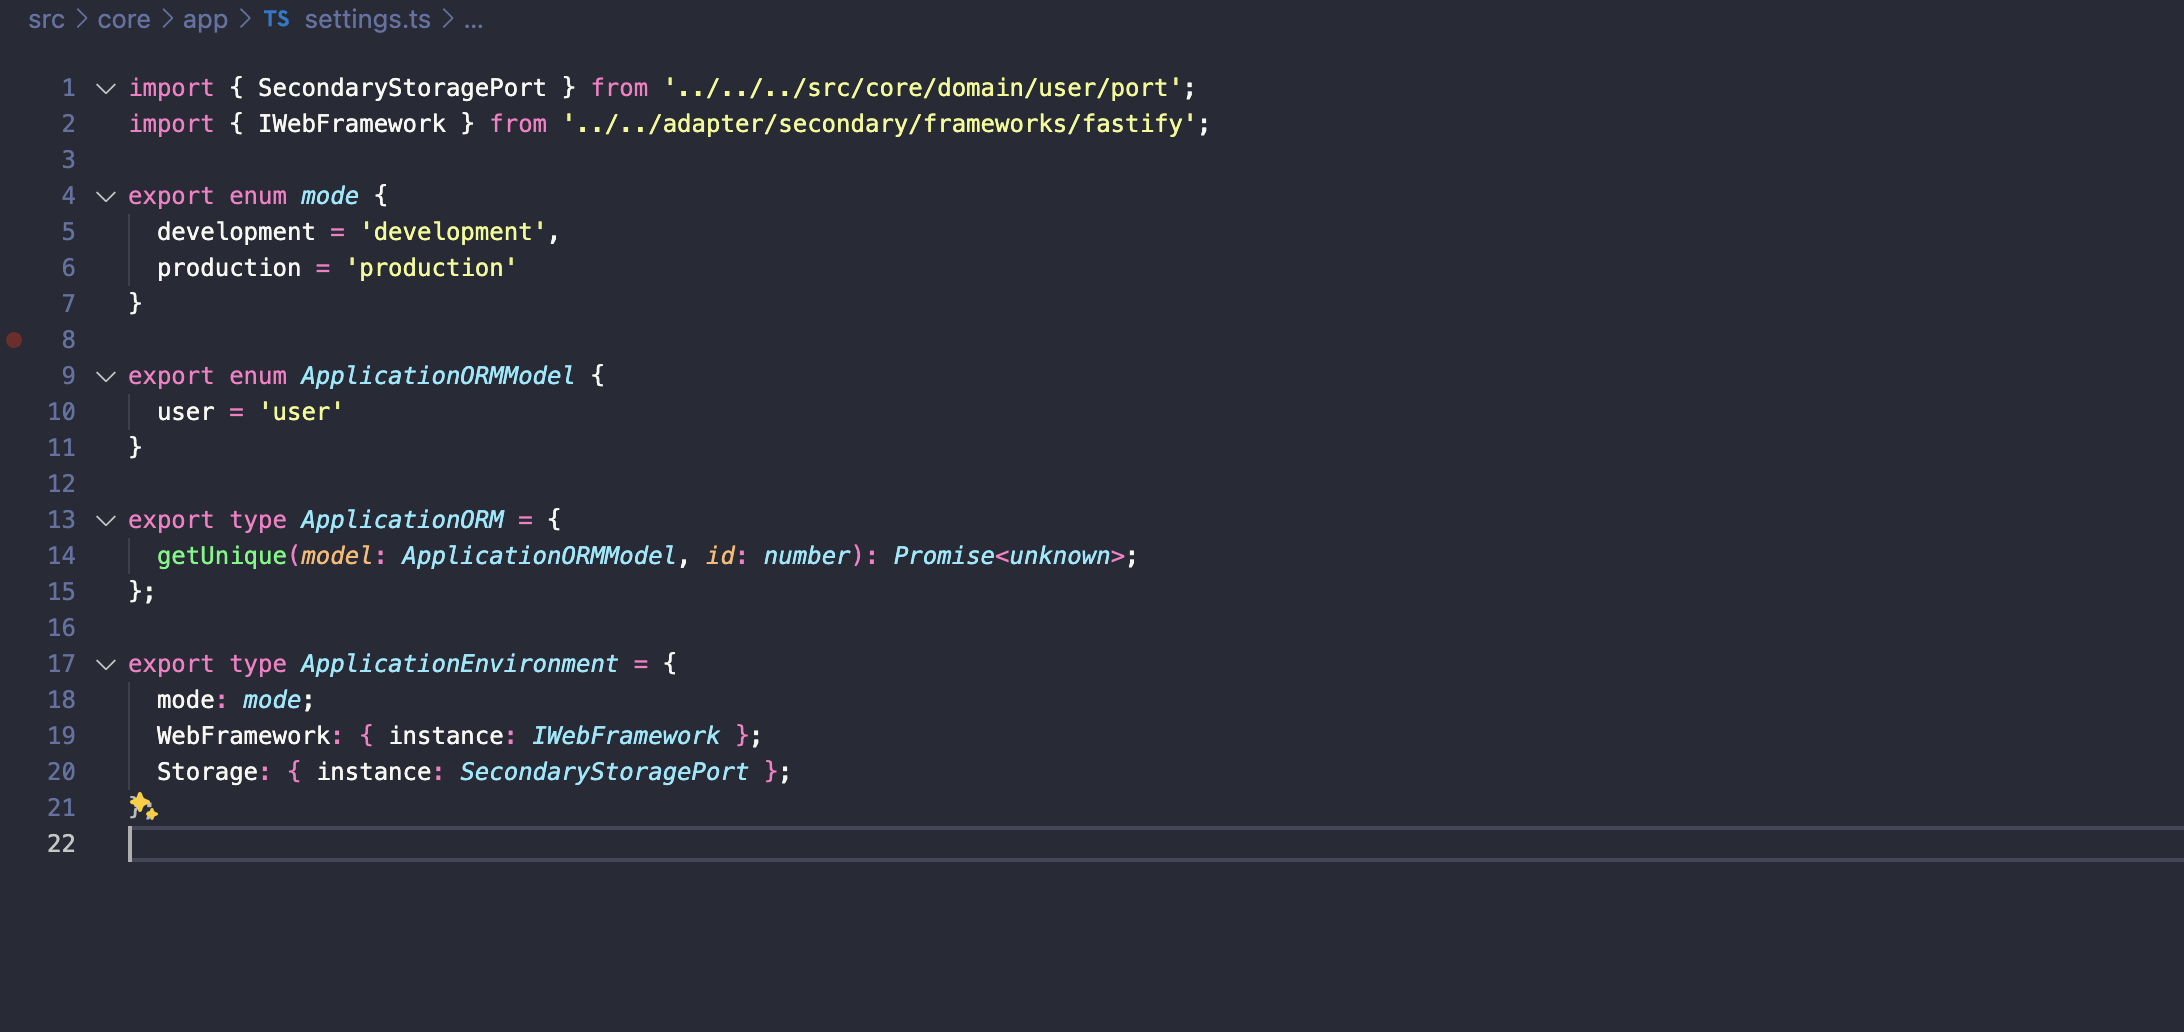 src > core > app > TS settings.ts > ...
1 import { SecondaryStoragePort } from '../../../src/core/domain/user/port';
2 import { IWebFramework } from '../../adapter/secondary/frameworks/fastify';
3
4 export enum mode {
5 development = 'development',
6 production = 'production'
7 }
8
9 export enum ApplicationORMModel {
10 user = 'user'
11 }
12
13 export type ApplicationORM = {
14 getUnique(model: ApplicationORMModel, id: number): Promise<unknown>;
15 };
16
17 export type ApplicationEnvironment = {
18 mode: mode;
19 WebFramework: { instance: IWebFramework };
20 Storage: { instance: SecondaryStoragePort };
21 };
22